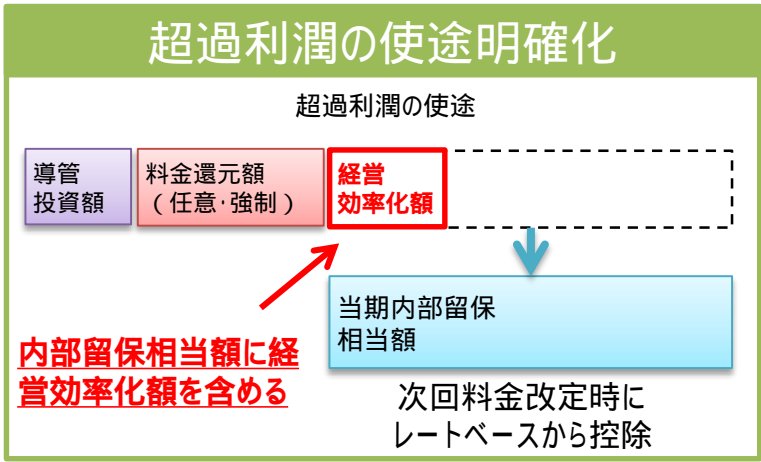 超過利潤の使途明確化
超過利潤の使途
導管
投資額
料金還元額
(任意・強制)
経営
効率化額
当期内部留保
相当額
内部留保相当額に経
営効率化額を含める
次回料金改定時に
レートベースから控除